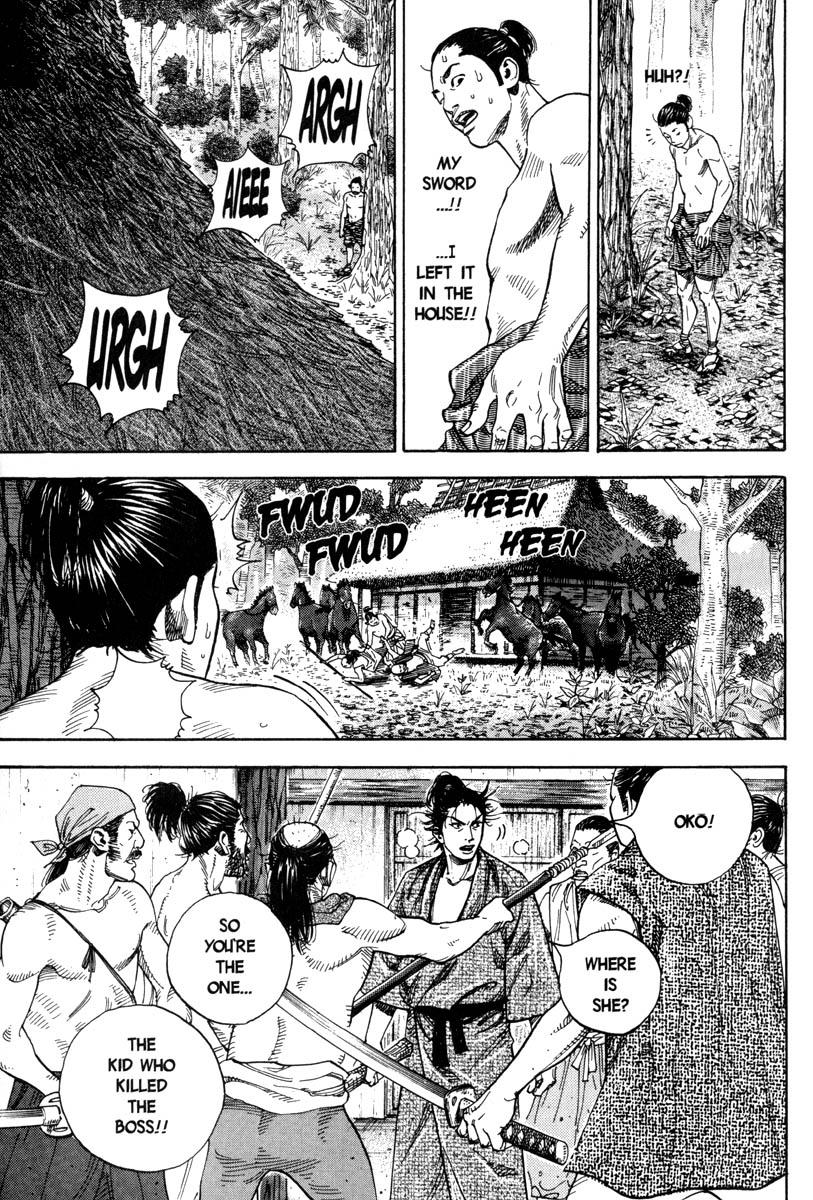 HUH?!
MY
SWORD
...!!
...I
LEFT IT
IN THE
HOUSE!!
ARGH
AIEEE
URGH
HEEN
HEEN
FWUD
FWUD
OKŌ!
WHERE
IS
SHE?
SO
YOU'RE
THE
ONE...
THE
KID WHO
KILLED
THE
BOSS!!